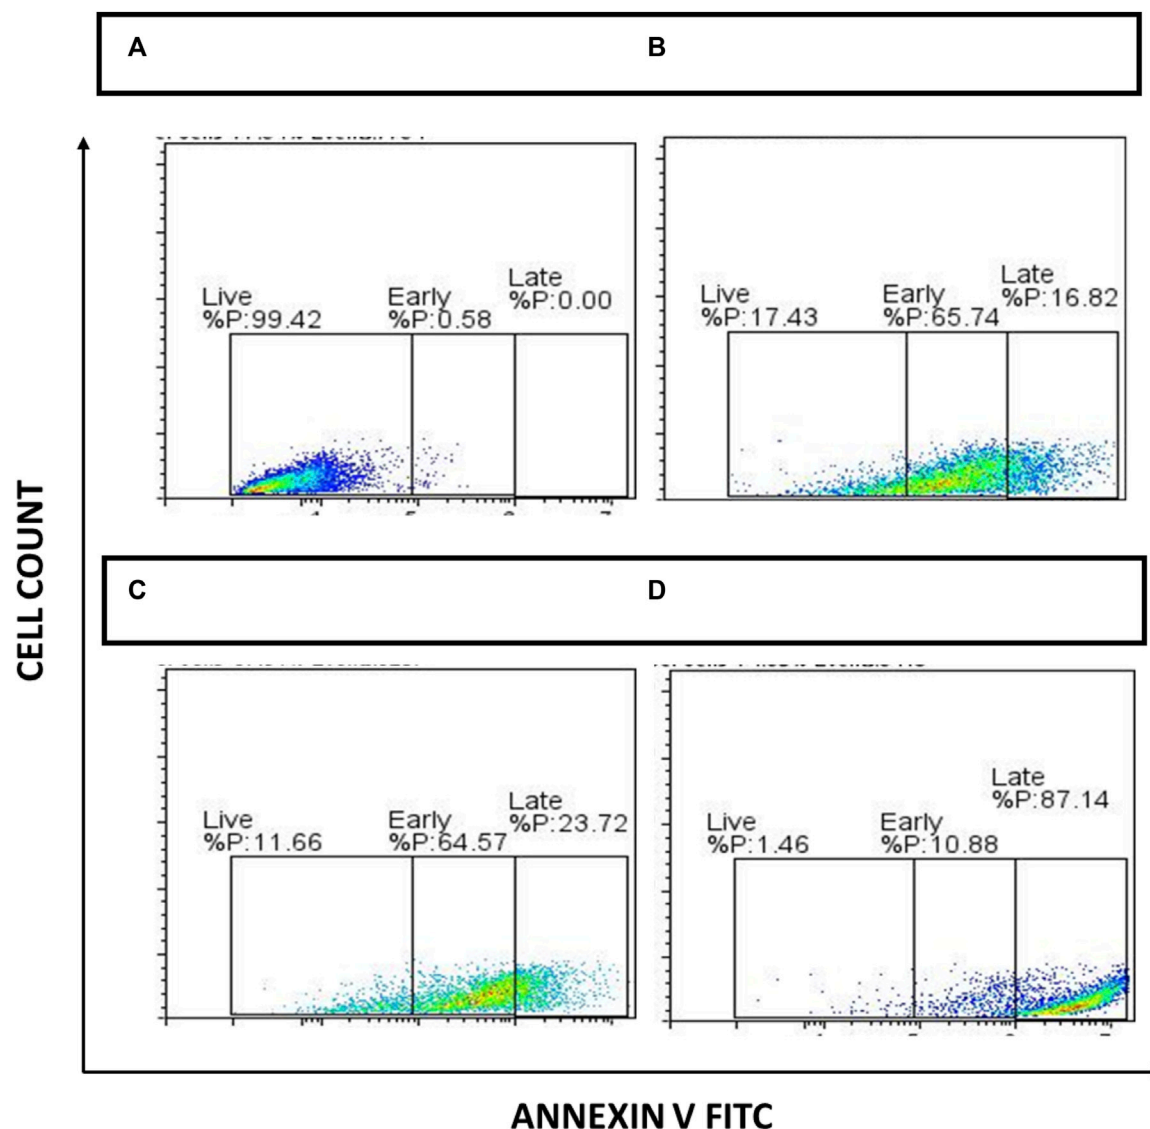 A
B
Late
%P:0.00
Live
%P:99.42
Early
%P:0.58
Late
%P:16.82
Live
%P:17.43
Early
%P:65.74
C
D
Late
%P:23.72
Live
%P:11.66
Early
%P:64.57
Late
%P:87.14
Live
%P:1.46
Early
%P:10.88
CELL COUNT
ANNEXIN V FITC